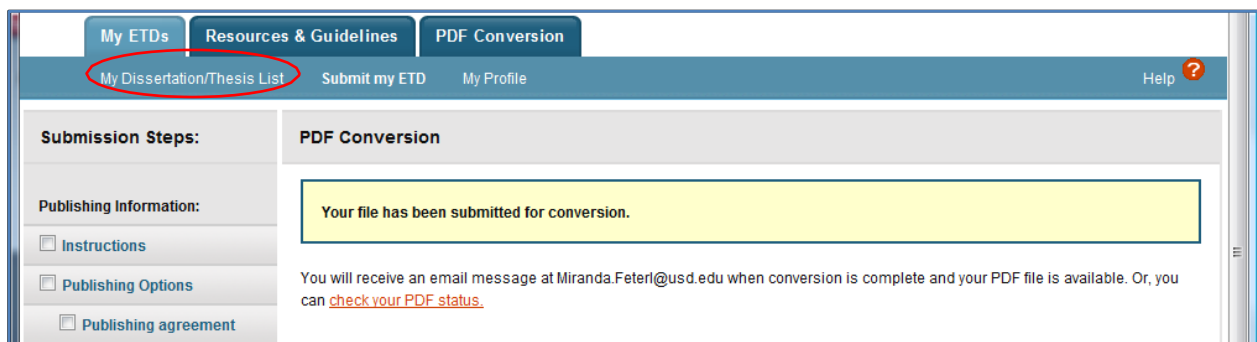 My ETDs Resources & Guidelines PDF Conversion
My Dissertation/Thesis List Submit my ETD My Profile Help ?
Submission Steps:
PDF Conversion
Publishing Information:
Your file has been submitted for conversion.
Instructions
Publishing Options
You will receive an email message at Miranda.Feterl@usd.edu when conversion is complete and your PDF file is available. Or, you
can check your PDF status.
Publishing agreement